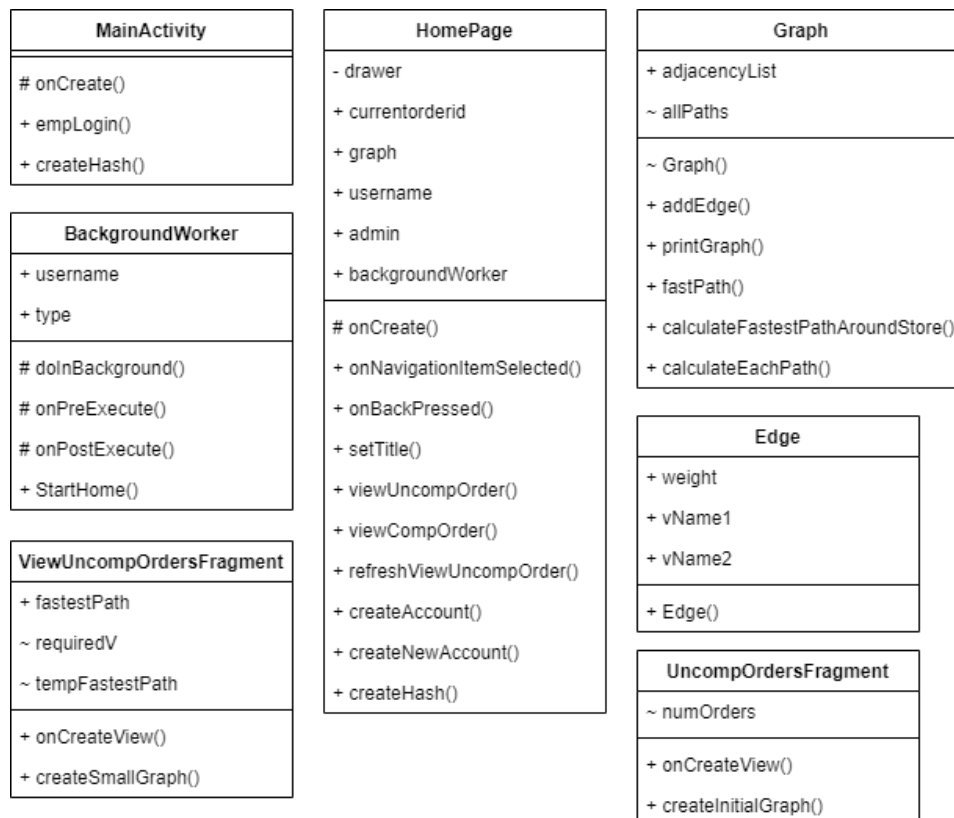 MainActivity
# onCreate()
+ empLogin()
+ createHash()
BackgroundWorker
+ username
+ type
# doInBackground()
# onPreExecute()
# onPostExecute()
+ StartHome()
ViewUncompOrdersFragment
+ fastestPath
~ requiredV
~ tempFastestPath
+ onCreateView()
+ createSmallGraph()
HomePage
- drawer
+ currentorderid
+ graph
+ username
+ admin
+ backgroundWorker
# onCreate()
+ onNavigationItemSelected()
+ onBackPressed()
+ setTitle()
+ viewUncompOrder()
+ viewCompOrder()
+ refreshViewUncompOrder()
+ createAccount()
+ createNewAccount()
+ createHash()
Graph
+ adjacencyList
~ allPaths
~ Graph()
+ addEdge()
+ printGraph()
+ fastPath()
+ calculateFastestPathAroundStore()
+ calculateEachPath()
Edge
+ weight
+ vName1
+ vName2
+ Edge()
UncompOrdersFragment
~ numOrders
+ onCreateView()
+ createInitialGraph()